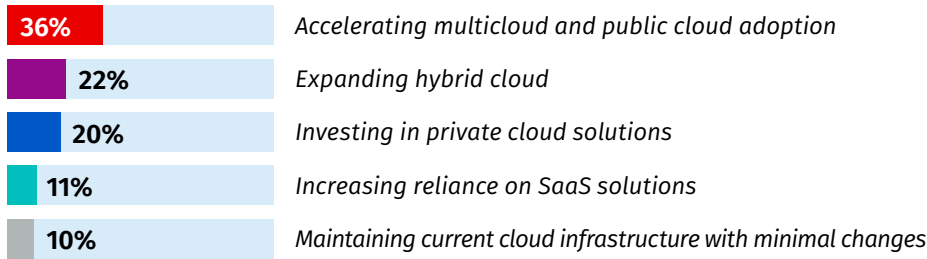 36% Accelerating multicloud and public cloud adoption
22% Expanding hybrid cloud
20% Investing in private cloud solutions
11% Increasing reliance on SaaS solutions
10% Maintaining current cloud infrastructure with minimal changes